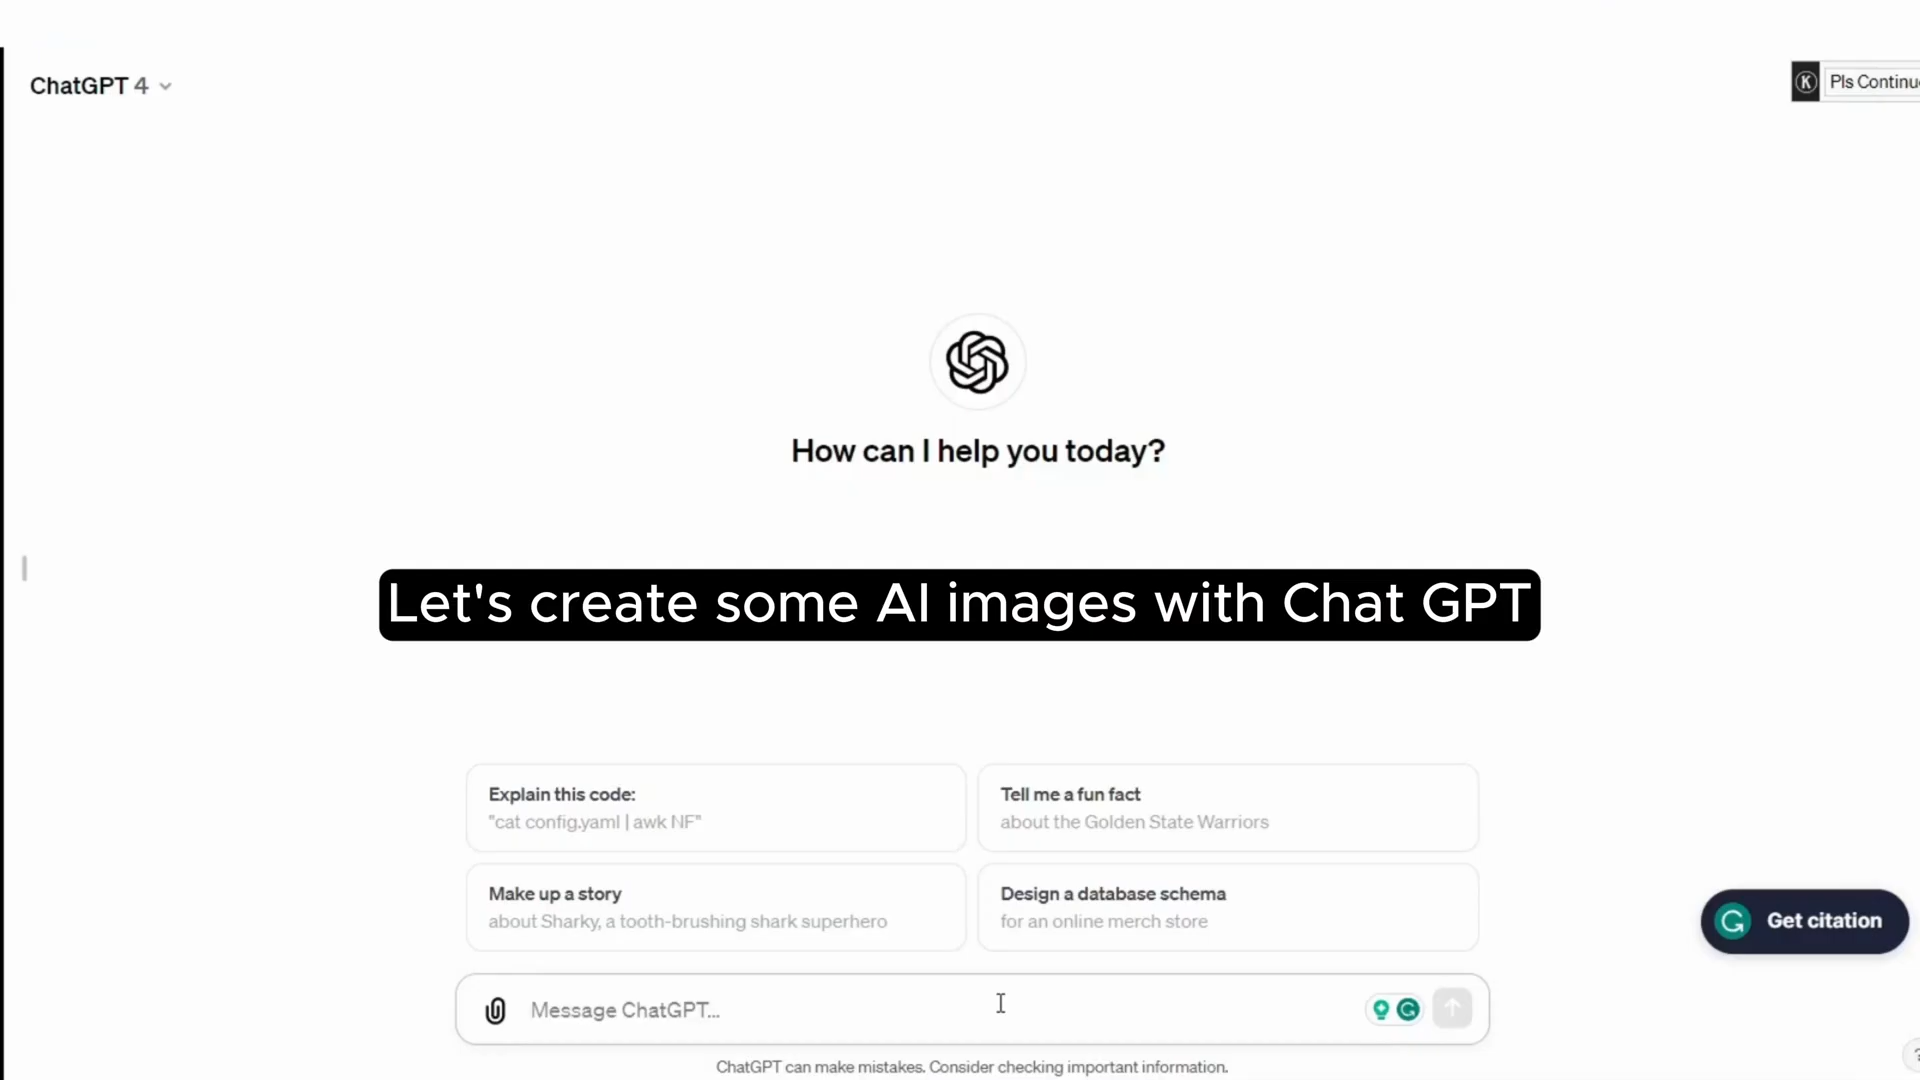 ChatGPT 4
K
Pls Continu
How can I help you today?
Let's create some AI images with Chat GPT
Explain this code:
"cat config.yaml | awk NF"
Tell me a fun fact
about the Golden State Warriors
Make up a story
about Sharky, a tooth-brushing shark superhero
Design a database schema
for an online merch store
Get citation
Message ChatGPT...
ChatGPT can make mistakes. Consider checking important information.
?